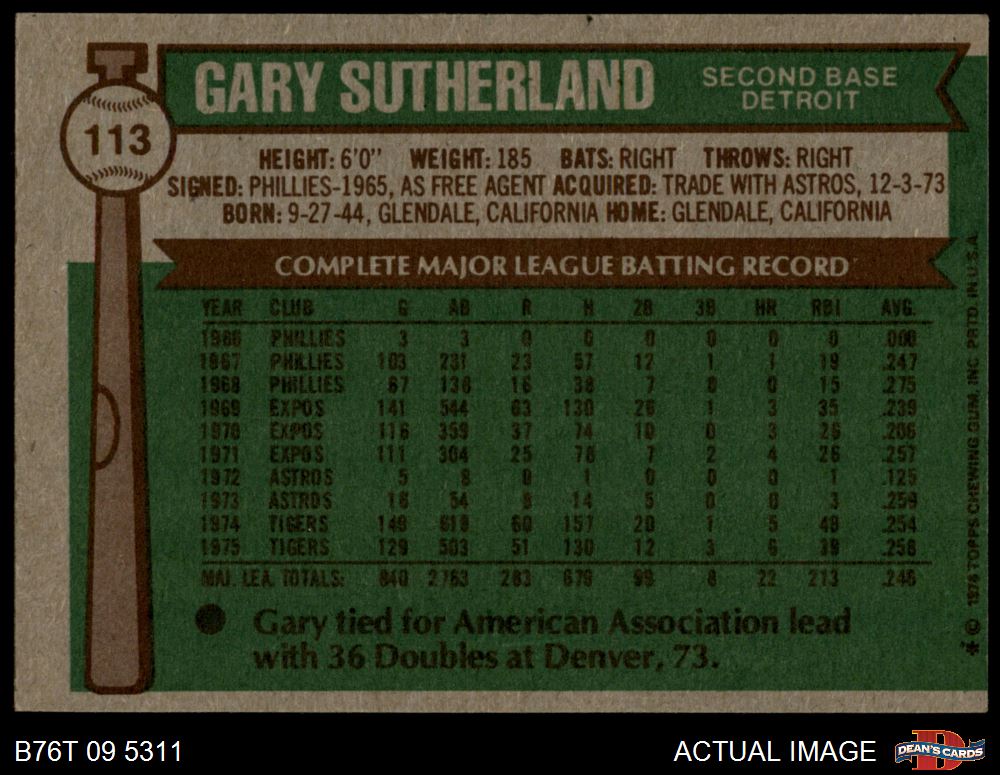 GARY SUTHERLAND
SECOND BASE
DETROIT
113
HEIGHT: 6'0" WEIGHT: 185 BATS: RIGHT THROWS: RIGHT
SIGNED: PHILLIES-1965, AS FREE AGENT ACQUIRED: TRADE WITH ASTROS, 12-3-73
BORN: 9-27-44, GLENDALE, CALIFORNIA HOME: GLENDALE, CALIFORNIA
COMPLETE MAJOR LEAGUE BATTING RECORD
YEAR CLUB G AB R H 2B 3B HR RBI AVG.
1966 PHILLIES 3 3 0 0 0 0 0 0 .000
1967 PHILLIES 103 231 23 57 12 1 1 19 .247
1968 PHILLIES 67 138 16 38 7 0 0 15 .275
1969 EXPOS 141 544 63 130 26 1 3 35 .239
1970 EXPOS 116 359 37 74 10 0 3 26 .206
1971 EXPOS 111 304 25 78 7 2 4 26 .257
1972 ASTROS 5 8 0 1 0 0 0 1 .125
1973 ASTROS 16 54 8 14 5 0 0 3 .259
1974 TIGERS 149 619 60 157 20 1 5 49 .254
1975 TIGERS 129 503 51 130 12 3 6 39 .258
MAJ. LEA. TOTALS: 840 2763 283 679 99 8 22 213 .246
Gary tied for American Association lead
with 36 Doubles at Denver, 73.
* © 1976 TOPPS CHEWING GUM, INC. PRTD. IN U.S.A.
B76T 09 5311
ACTUAL IMAGE
DEAN'S CARDS